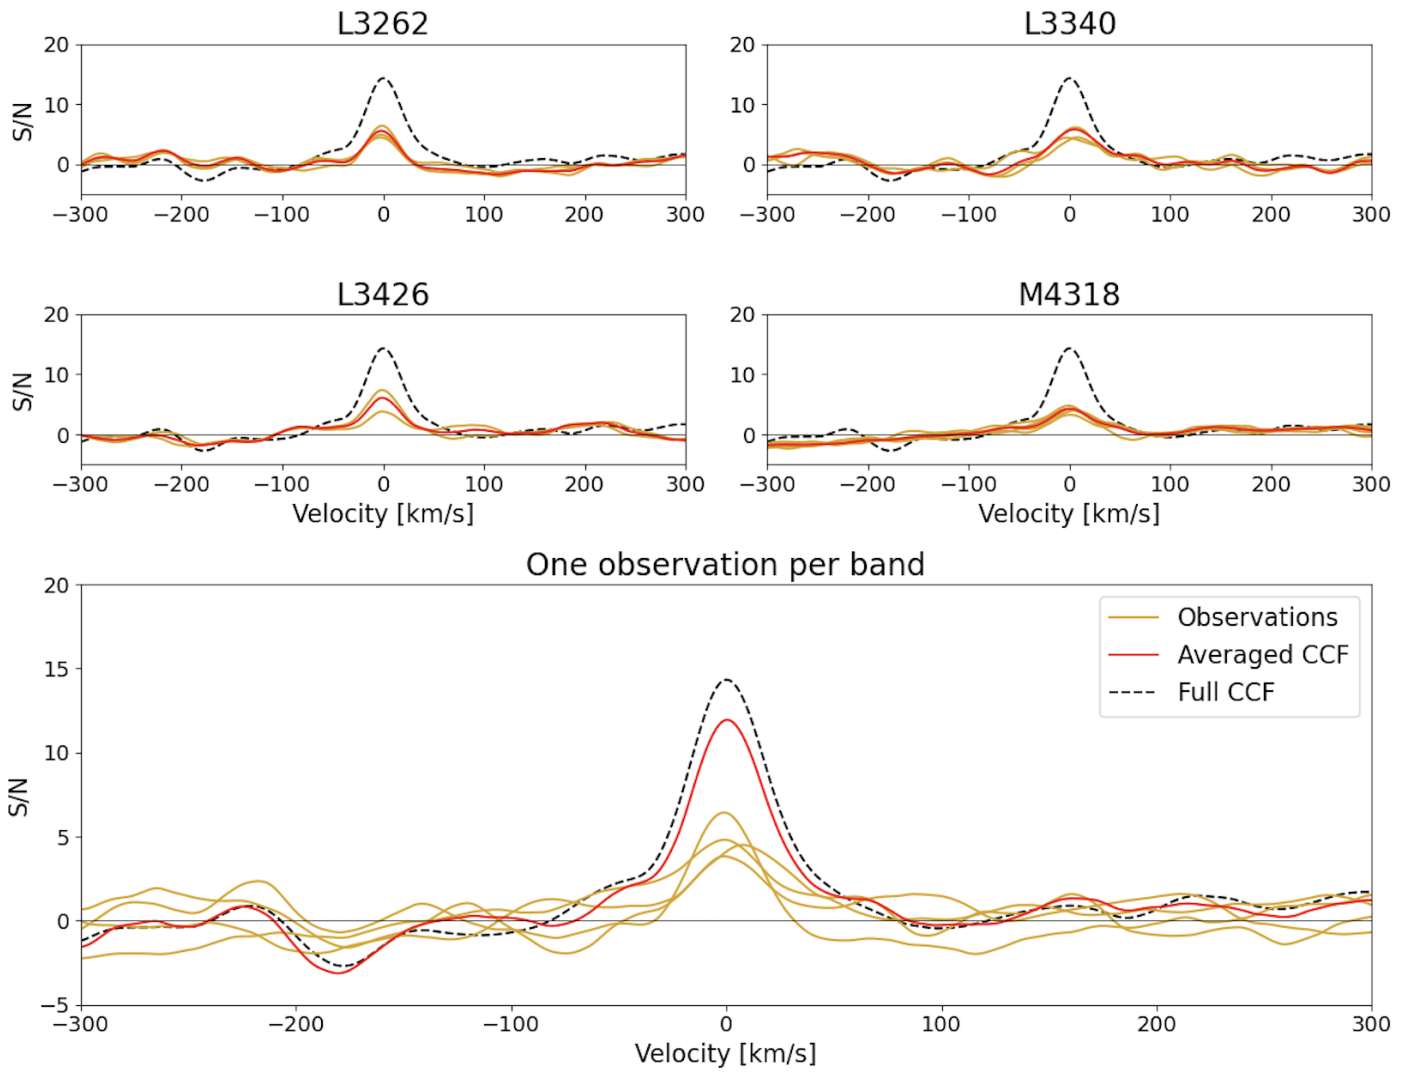 L3262
L3340
20
10
0
S/N
−300 −200 −100 0 100 200 300
20
10
0
−300 −200 −100 0 100 200 300
L3426
M4318
20
10
0
S/N
−300 −200 −100 0 100 200 300
Velocity [km/s]
20
10
0
−300 −200 −100 0 100 200 300
Velocity [km/s]
One observation per band
20
15
10
5
0
−5
S/N
Observations
Averaged CCF
Full CCF
−300 −200 −100 0 100 200 300
Velocity [km/s]